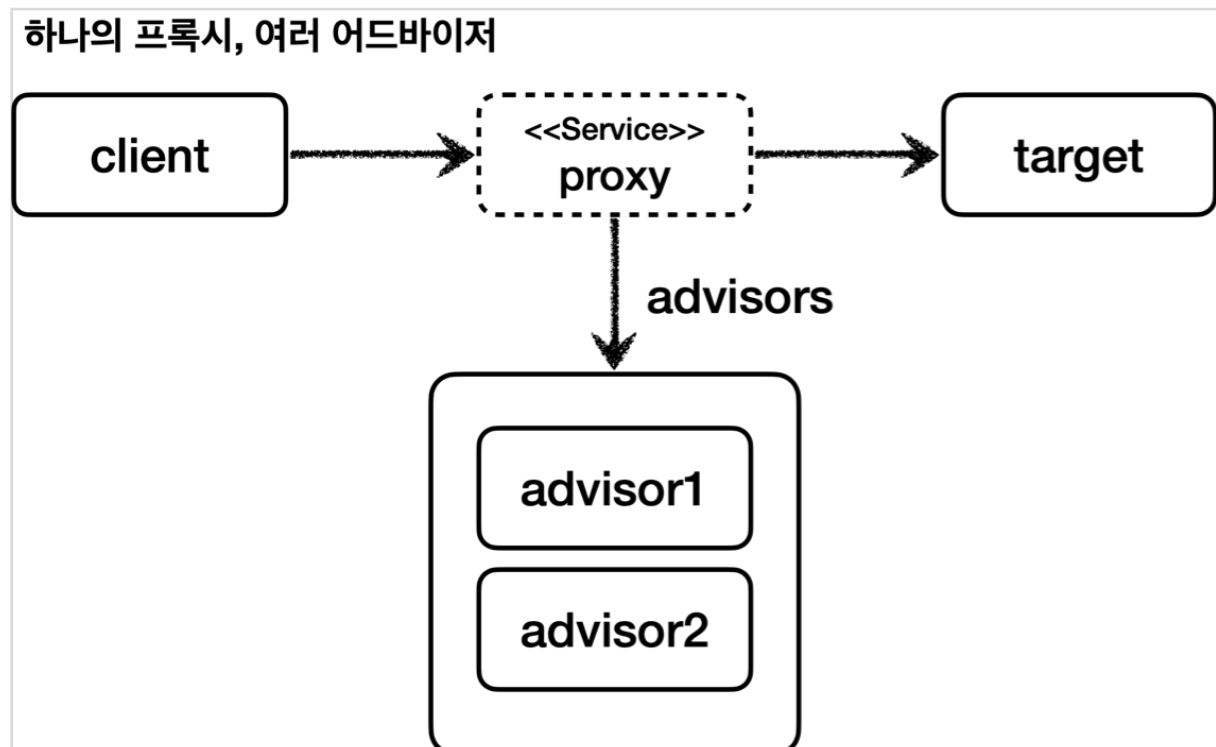 하나의 프록시, 여러 어드바이저
client
<<Service>>
proxy
target
advisors
advisor1
advisor2